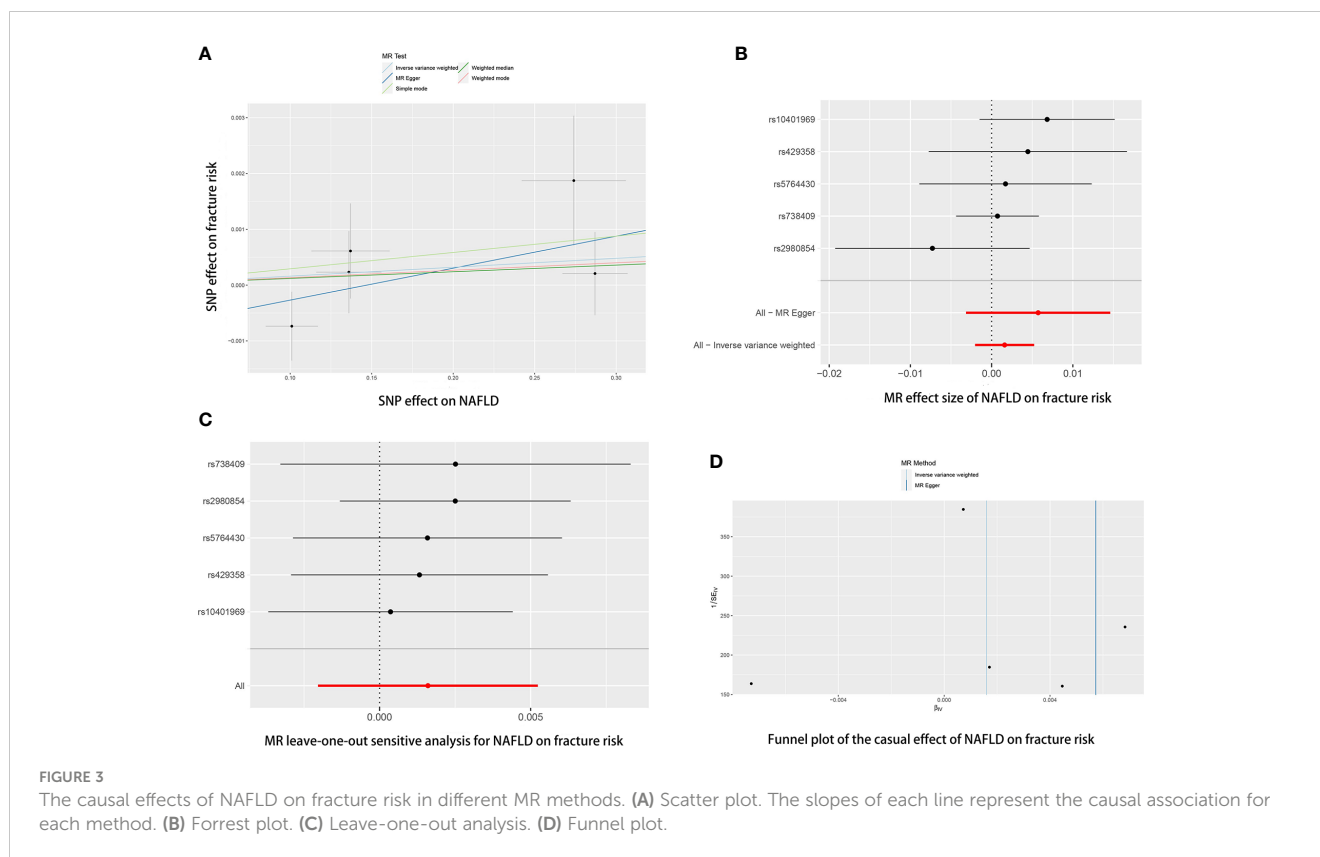 A
MR Test
Inverse variance weighted
Weighted median
MR Egger
Weighted mode
Simple mode
0.003
0.002
0.001
0.000
−0.001
SNP effect on fracture risk
0.10
0.15
0.20
0.25
0.30
SNP effect on NAFLD
B
rs10401969
rs429358
rs5764430
rs738409
rs2980854
All − MR Egger
All − Inverse variance weighted
−0.02
−0.01
0.00
0.01
MR effect size of NAFLD on fracture risk
C
rs738409
rs2980854
rs5764430
rs429358
rs10401969
All
0.000
0.005
MR leave-one-out sensitive analysis for NAFLD on fracture risk
D
MR Method
Inverse variance weighted
MR Egger
350
300
250
200
150
1/SEIV
−0.004
0.000
0.004
βIV
Funnel plot of the casual effect of NAFLD on fracture risk
FIGURE 3
The causal effects of NAFLD on fracture risk in different MR methods. (A) Scatter plot. The slopes of each line represent the causal association for
each method. (B) Forrest plot. (C) Leave-one-out analysis. (D) Funnel plot.